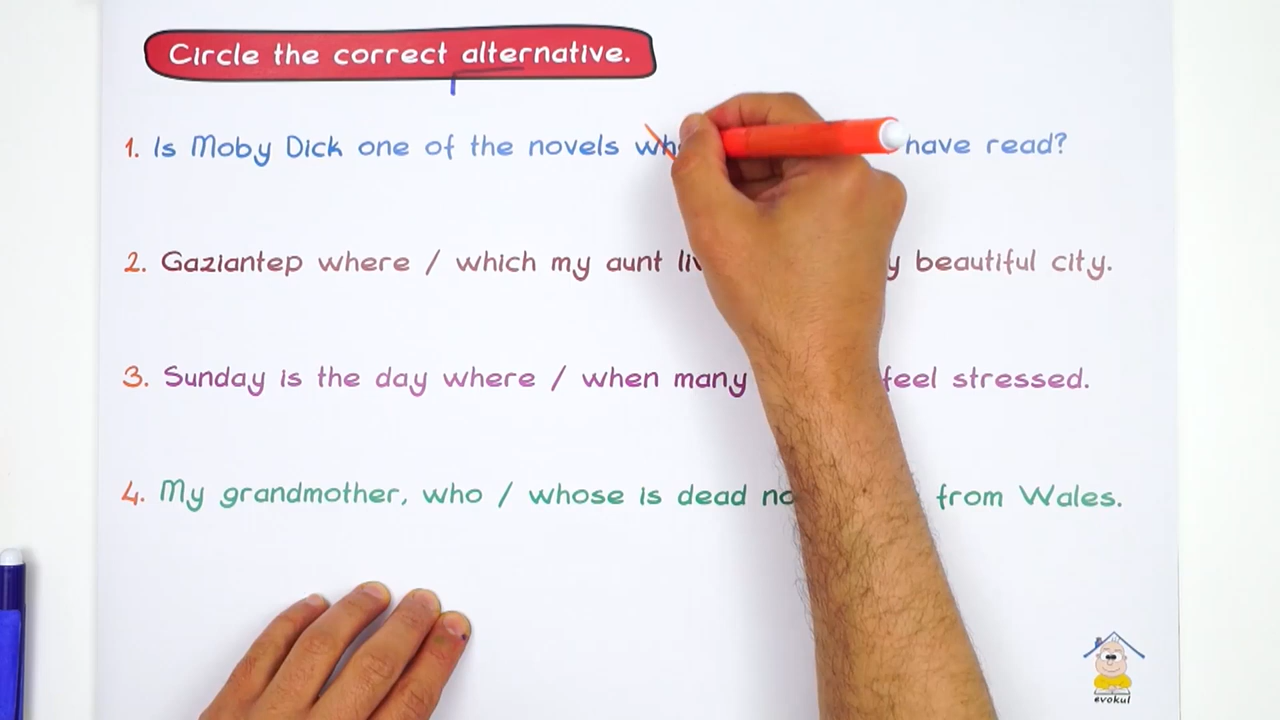 Circle the correct alternative.
1. Is Moby Dick one of the novels have read?
2. Gaziantep where / which my aunt beautiful city.
3. Sunday is the day where / when many feel stressed.
4. My grandmother, who / whose is dead from Wales.
evokul